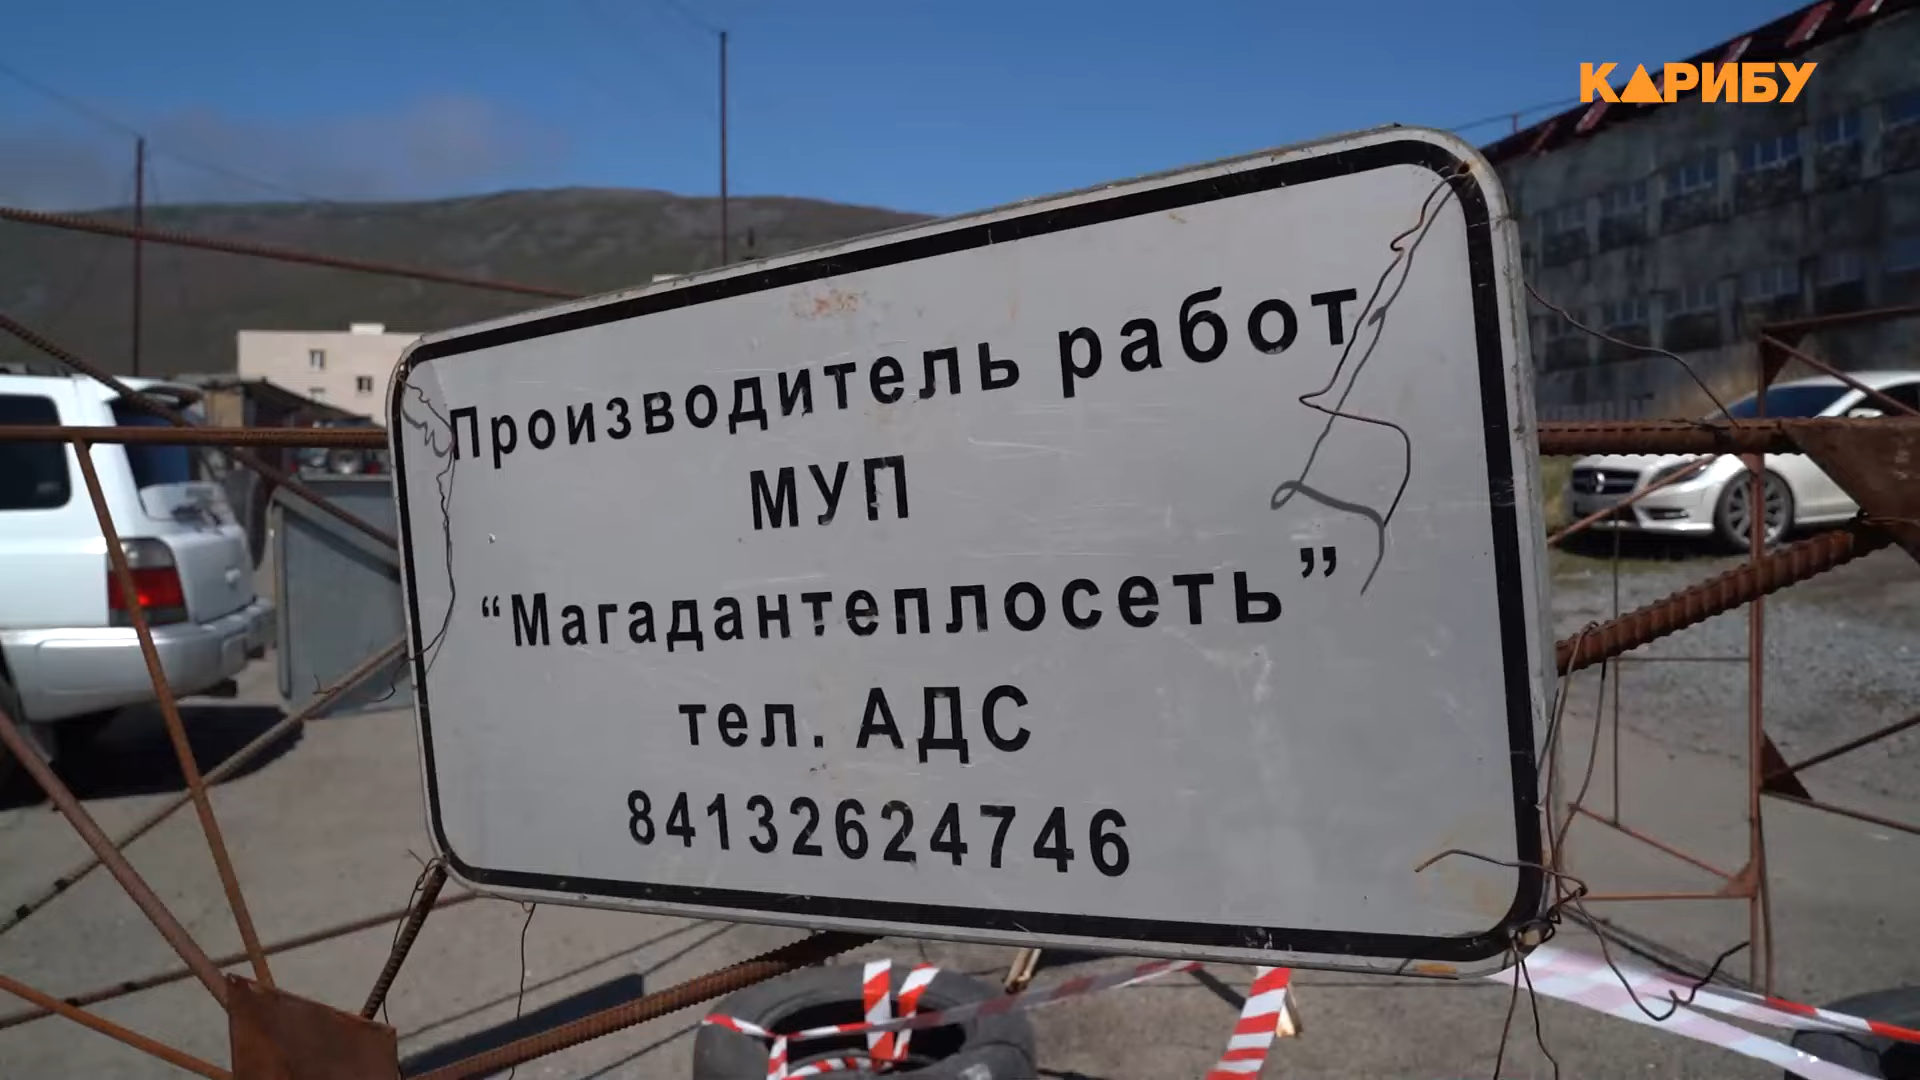 КАРИБУ
Производитель работ
МУП
“Магадантеплосеть”
тел. АДС
84132624746